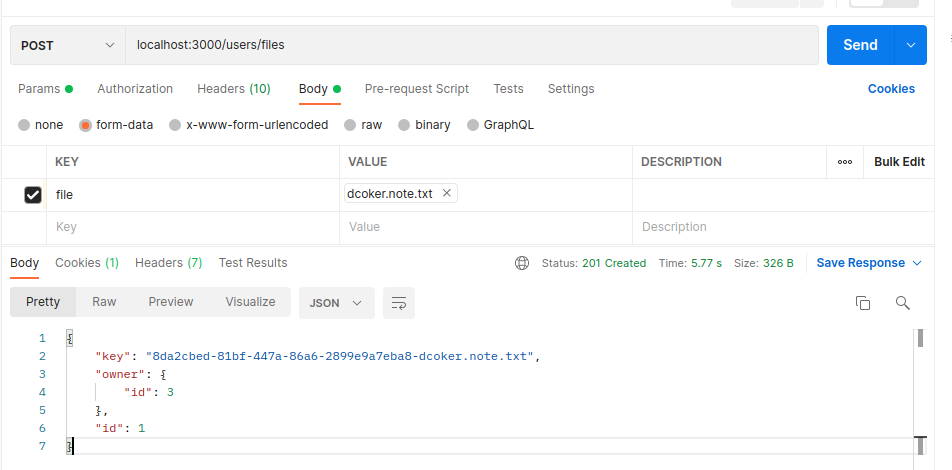 POST localhost:3000/users/files Send
Params Authorization Headers (10) Body Pre-request Script Tests Settings Cookies
none form-data x-www-form-urlencoded raw binary GraphQL
KEY VALUE DESCRIPTION ooo Bulk Edit
file dcoker.note.txt ×
Key Value Description
Body Cookies (1) Headers (7) Test Results Status: 201 Created Time: 5.77 s Size: 326 B Save Response
Pretty Raw Preview Visualize JSON
1 {
2 "key": "8da2cbed-81bf-447a-86a6-2899e9a7eba8-dcoker.note.txt",
3 "owner": {
4 "id": 3
5 },
6 "id": 1
7 }